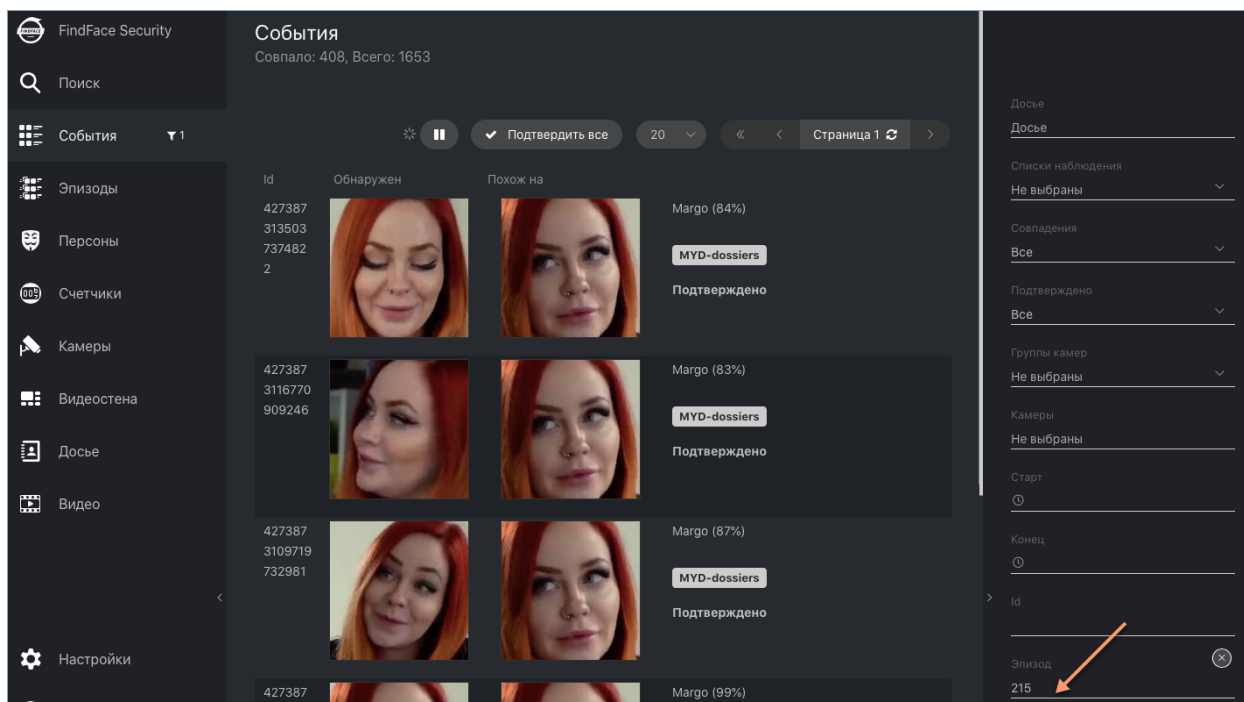 FindFace Security
Поиск
События 1
Эпизоды
Персоны
Счетчики
Камеры
Видеостена
Досье
Видео
Настройки
События
Совпало: 408, Всего: 1653
Подтвердить все
20
Страница 1
Id Обнаружен Похож на
427387
313503
737482
2
Margo (84%)
MYD-dossiers
Подтверждено
427387
3116770
909246
Margo (83%)
MYD-dossiers
Подтверждено
427387
3109719
732981
Margo (87%)
MYD-dossiers
Подтверждено
427387
Margo (99%)
Досье
Досье
Списки наблюдения
Не выбраны
Совпадения
Все
Подтверждено
Все
Группы камер
Не выбраны
Камеры
Не выбраны
Старт
Конец
Id
Эпизод
215